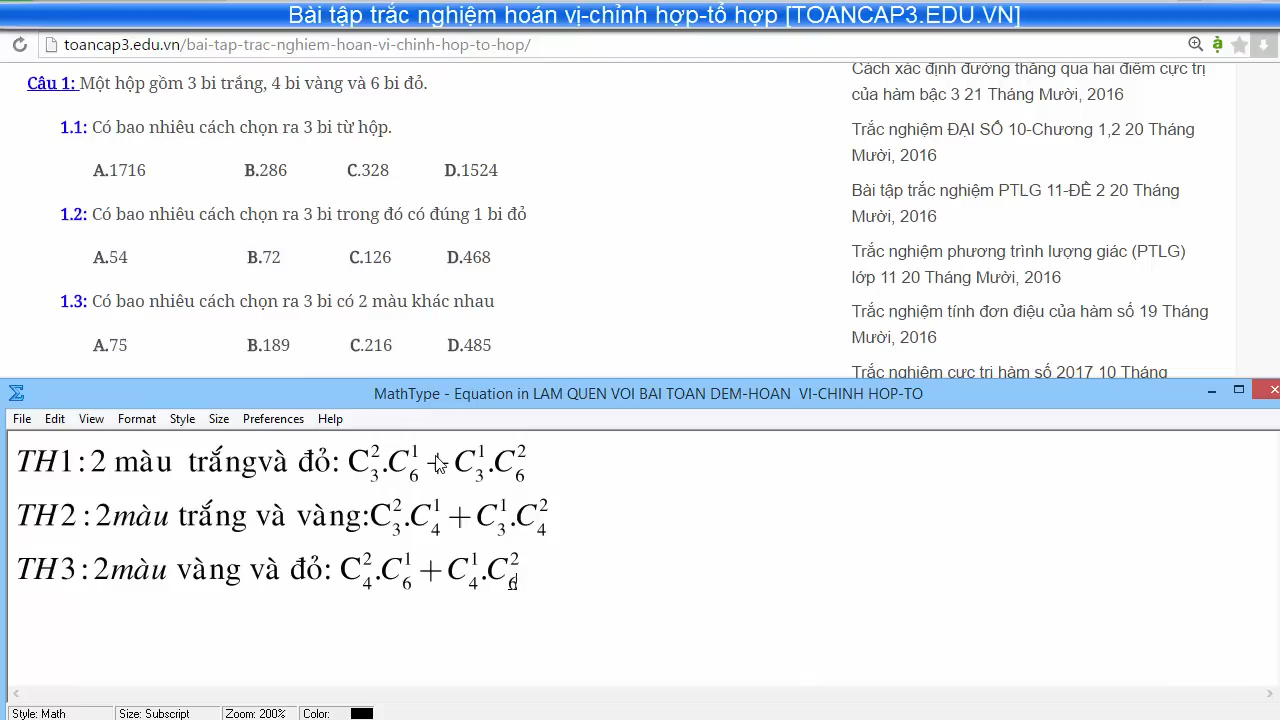 Bài tập trắc nghiệm hoán vị-chỉnh hợp-tổ hợp [TOANCAP3.EDU.VN]
toancap3.edu.vn/bai-tap-trac-nghiem-hoan-vi-chinh-hop-to-hop/
Câu 1: Một hộp gồm 3 bi trắng, 4 bi vàng và 6 bi đỏ.
1.1: Có bao nhiêu cách chọn ra 3 bi từ hộp.
A.1716 B.286 C.328 D.1524
1.2: Có bao nhiêu cách chọn ra 3 bi trong đó có đúng 1 bi đỏ
A.54 B.72 C.126 D.468
1.3: Có bao nhiêu cách chọn ra 3 bi có 2 màu khác nhau
A.75 B.189 C.216 D.485
Cách xác định đường thẳng qua hai điểm cực trị
của hàm bậc 3 21 Tháng Mười, 2016
Trắc nghiệm ĐẠI SỐ 10-Chương 1,2 20 Tháng
Mười, 2016
Bài tập trắc nghiệm PTLG 11-ĐỀ 2 20 Tháng
Mười, 2016
Trắc nghiệm phương trình lượng giác (PTLG)
lớp 11 20 Tháng Mười, 2016
Trắc nghiệm tính đơn điệu của hàm số 19 Tháng
Mười, 2016
Trắc nghiệm cực trị hàm số 2017 10 Tháng
MathType - Equation in LAM QUEN VOI BAI TOAN DEM-HOAN VI-CHINH HOP-TO
File Edit View Format Style Size Preferences Help
TH1: 2 màu trắngvà đỏ: C₃².C₆¹ + C₃¹.C₆²
TH2: 2màu trắng và vàng:C₃².C₄¹ + C₃¹.C₄²
TH3: 2màu vàng và đỏ: C₄².C₆¹ + C₄¹.C₆²
Style: Math Size: Subscript Zoom: 200% Color: